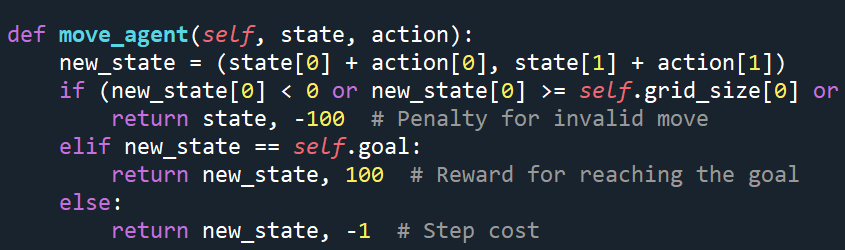 def move_agent(self, state, action):
    new_state = (state[0] + action[0], state[1] + action[1])
    if (new_state[0] < 0 or new_state[0] >= self.grid_size[0] or
        return state, -100  # Penalty for invalid move
    elif new_state == self.goal:
        return new_state, 100  # Reward for reaching the goal
    else:
        return new_state, -1  # Step cost